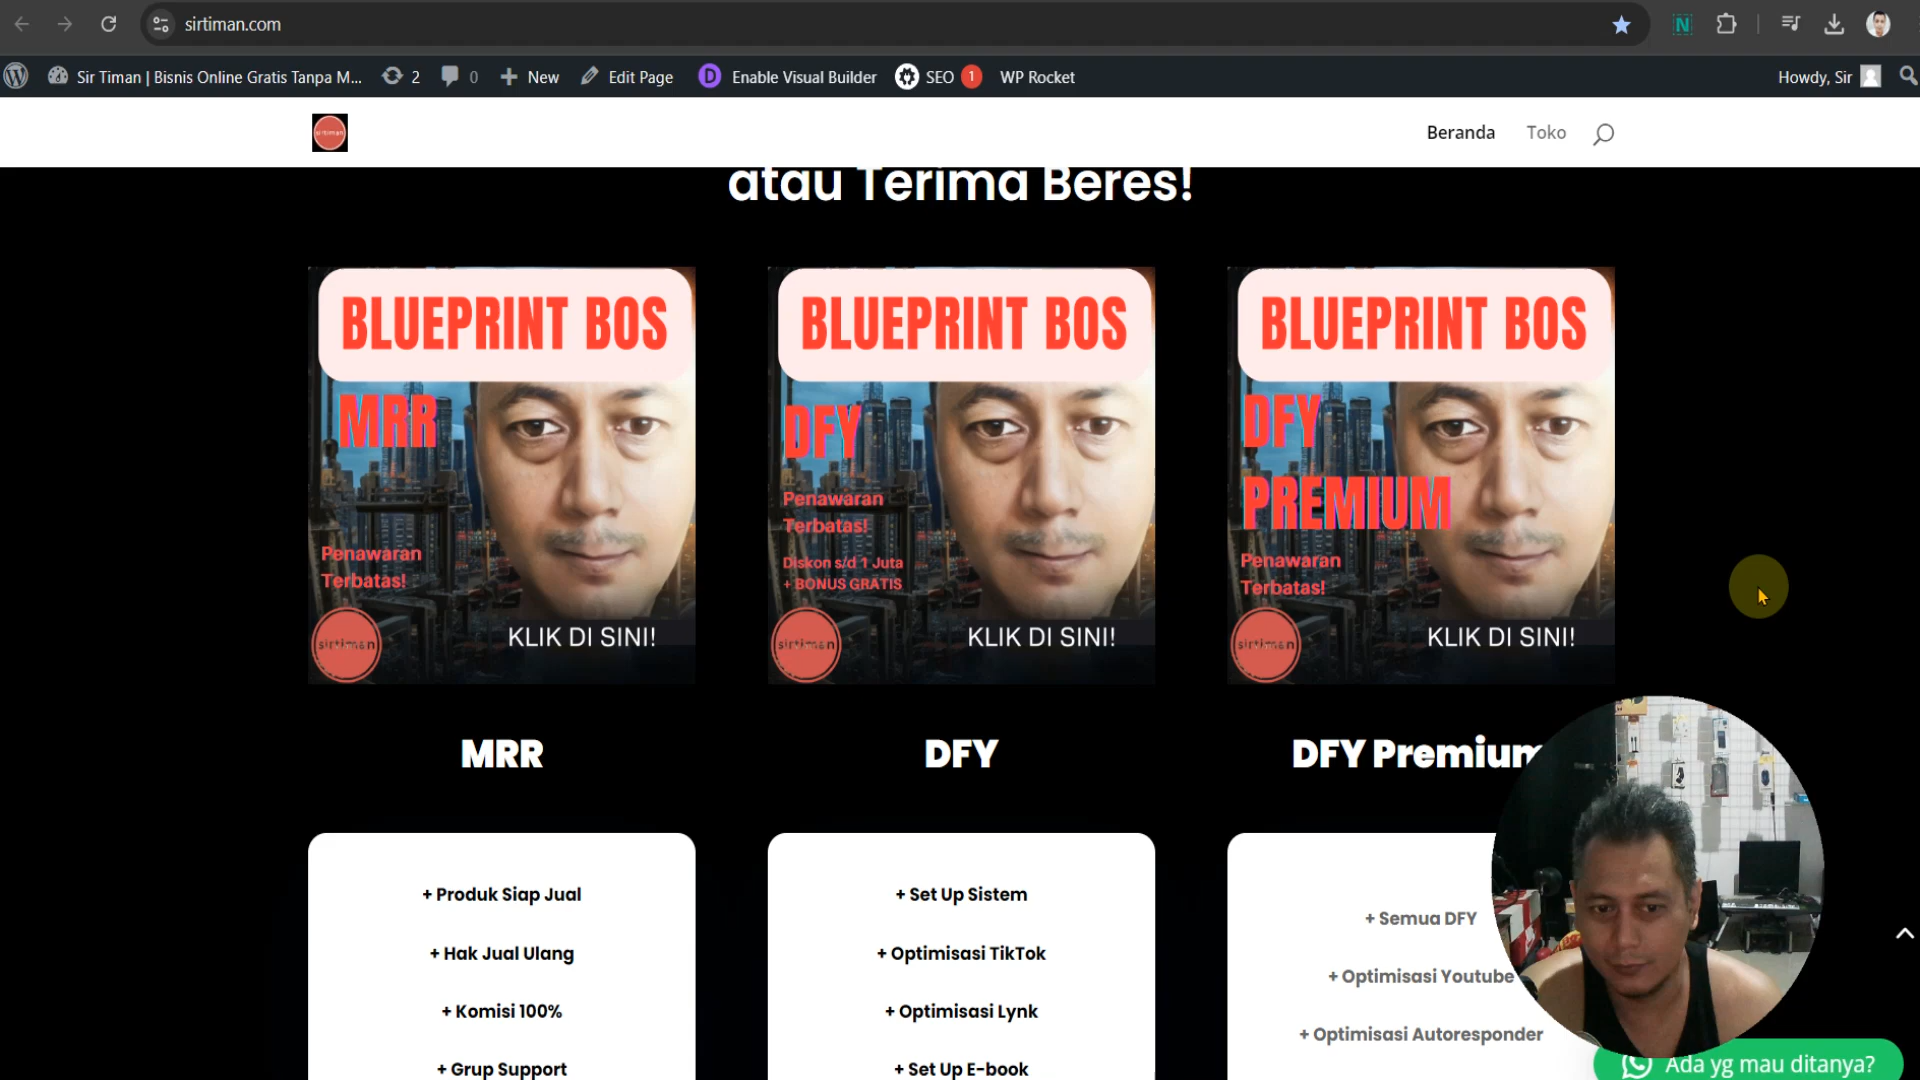 sirtiman.com
Sir Timan | Bisnis Online Gratis Tanpa M... 2 0 New Edit Page D Enable Visual Builder SEO 1 WP Rocket Howdy, Sir
sirtiman
Beranda Toko
atau Terima Beres!
BLUEPRINT BOS
MRR
Penawaran
Terbatas!
sirtiman
KLIK DI SINI!
BLUEPRINT BOS
DFY
Penawaran
Terbatas!
Diskon s/d 1 Juta
+ BONUS GRATIS
sirtiman
KLIK DI SINI!
BLUEPRINT BOS
DFY
PREMIUM
Penawaran
Terbatas!
sirtiman
KLIK DI SINI!
MRR
+ Produk Siap Jual
+ Hak Jual Ulang
+ Komisi 100%
+ Grup Support
DFY
+ Set Up Sistem
+ Optimisasi TikTok
+ Optimisasi Lynk
+ Set Up E-book
DFY Premium
+ Semua DFY
+ Optimisasi Youtube
+ Optimisasi Autoresponder
Ada yg mau ditanya?